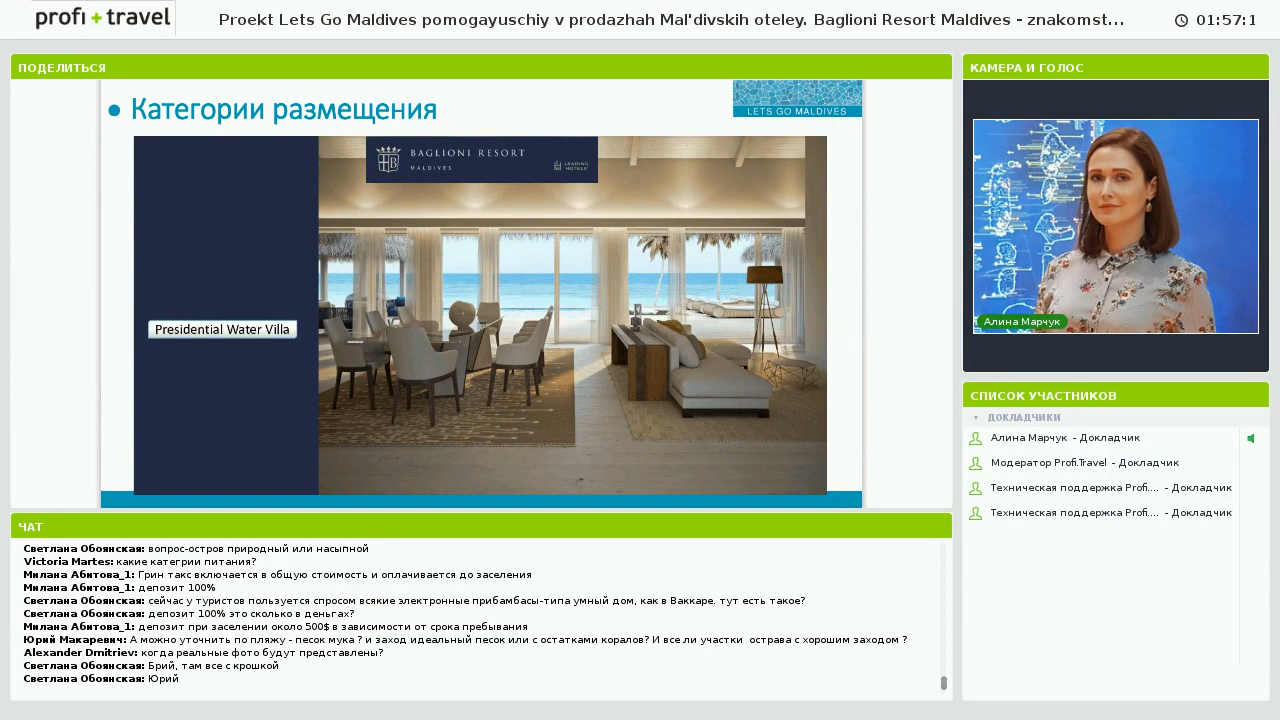 profi + travel
Proekt Lets Go Maldives pomogayuschiy v prodazhah Mal'divskih oteley. Baglioni Resort Maldives - znakomst...
01:57:1
ПОДЕЛИТЬСЯ
• Категории размещения
LETS GO MALDIVES
BAGLIONI RESORT
MALDIVES
LEADING HOTELS
Presidential Water Villa
КАМЕРА И ГОЛОС
Алина Марчук
СПИСОК УЧАСТНИКОВ
ДОКЛАДЧИКИ
Алина Марчук - Докладчик
Модератор Profi.Travel - Докладчик
Техническая поддержка Profi.... - Докладчик
Техническая поддержка Profi.... - Докладчик
ЧАТ
Светлана Обоянская: вопрос-остров природный или насыпной
Victoria Martes: какие категрии питания?
Милана Абитова_1: Грин такс включается в общую стоимость и оплачивается до заселения
Милана Абитова_1: депозит 100%
Светлана Обоянская: сейчас у туристов пользуется спросом всякие электронные прибамбасы-типа умный дом, как в Ваккаре. тут есть такое?
Светлана Обоянская: депозит 100% это сколько в деньгах?
Милана Абитова_1: депозит при заселении около 500$ в зависимости от срока пребывания
Юрий Макаревич: А можно уточнить по пляжу - песок мука ? и заход идеальный песок или с остатками коралов? И все ли участки острава с хорошим заходом ?
Alexander Dmitriev: когда реальные фото будут представлены?
Светлана Обоянская: Брий, там все с крошкой
Светлана Обоянская: Юрий